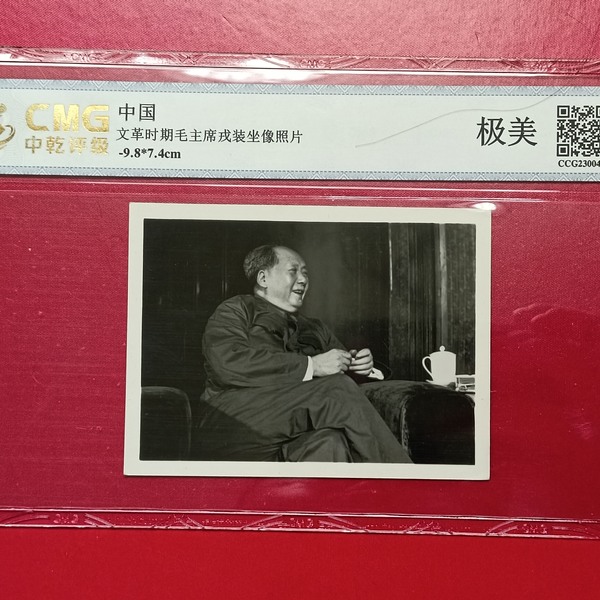 CMG
中乾评级
中国
文革时期毛主席戎装坐像照片
-9.8*7.4cm
极美
CCG23004